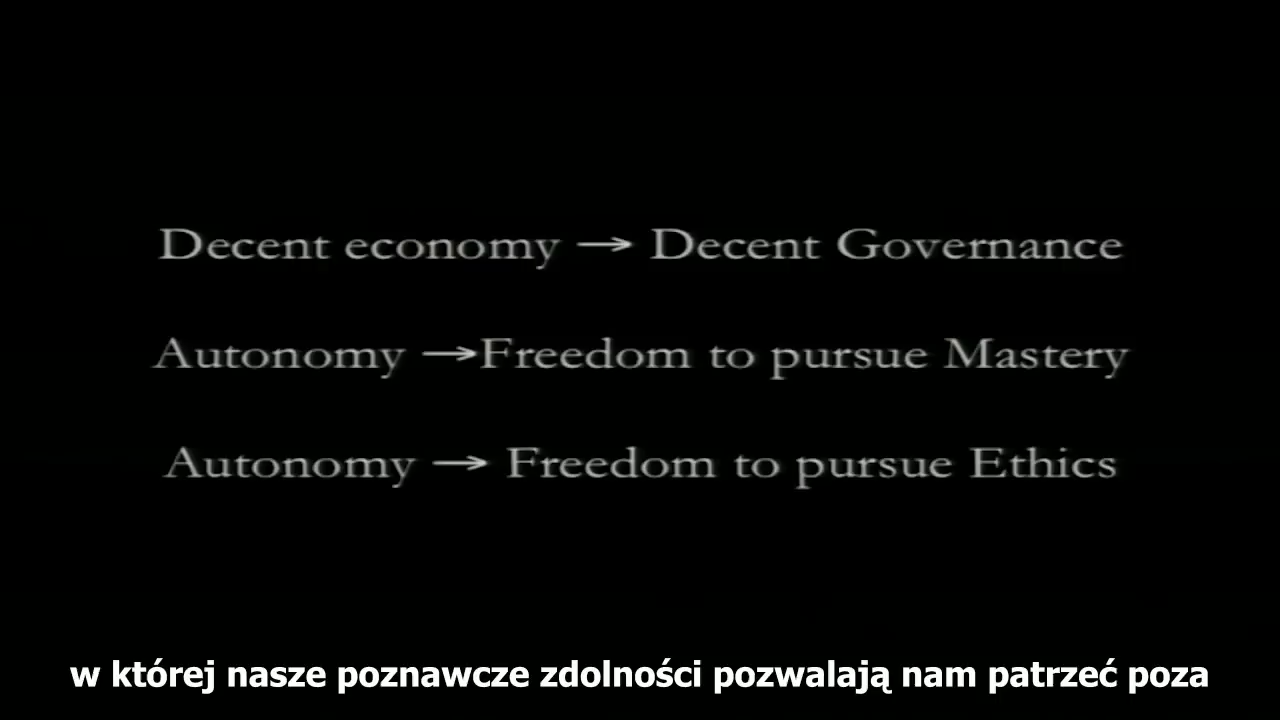 Decent economy → Decent Governance
Autonomy →Freedom to pursue Mastery
Autonomy → Freedom to pursue Ethics
w której nasze poznawcze zdolności pozwalają nam patrzeć poza